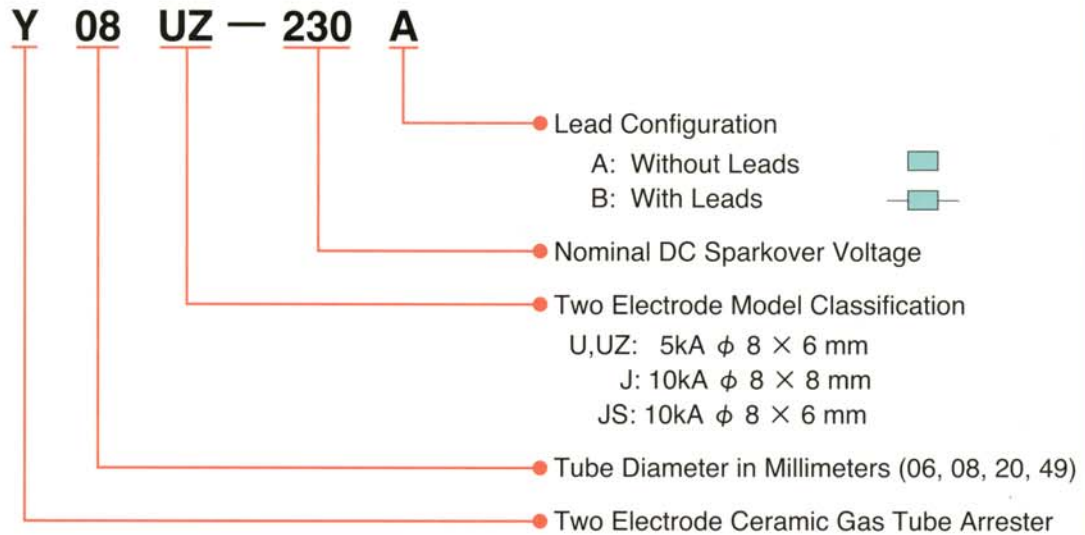 Y 08 UZ — 230 A
Lead Configuration
A: Without Leads
B: With Leads
Nominal DC Sparkover Voltage
Two Electrode Model Classification
U,UZ: 5kA ϕ 8 × 6 mm
J: 10kA ϕ 8 × 8 mm
JS: 10kA ϕ 8 × 6 mm
Tube Diameter in Millimeters (06, 08, 20, 49)
Two Electrode Ceramic Gas Tube Arrester